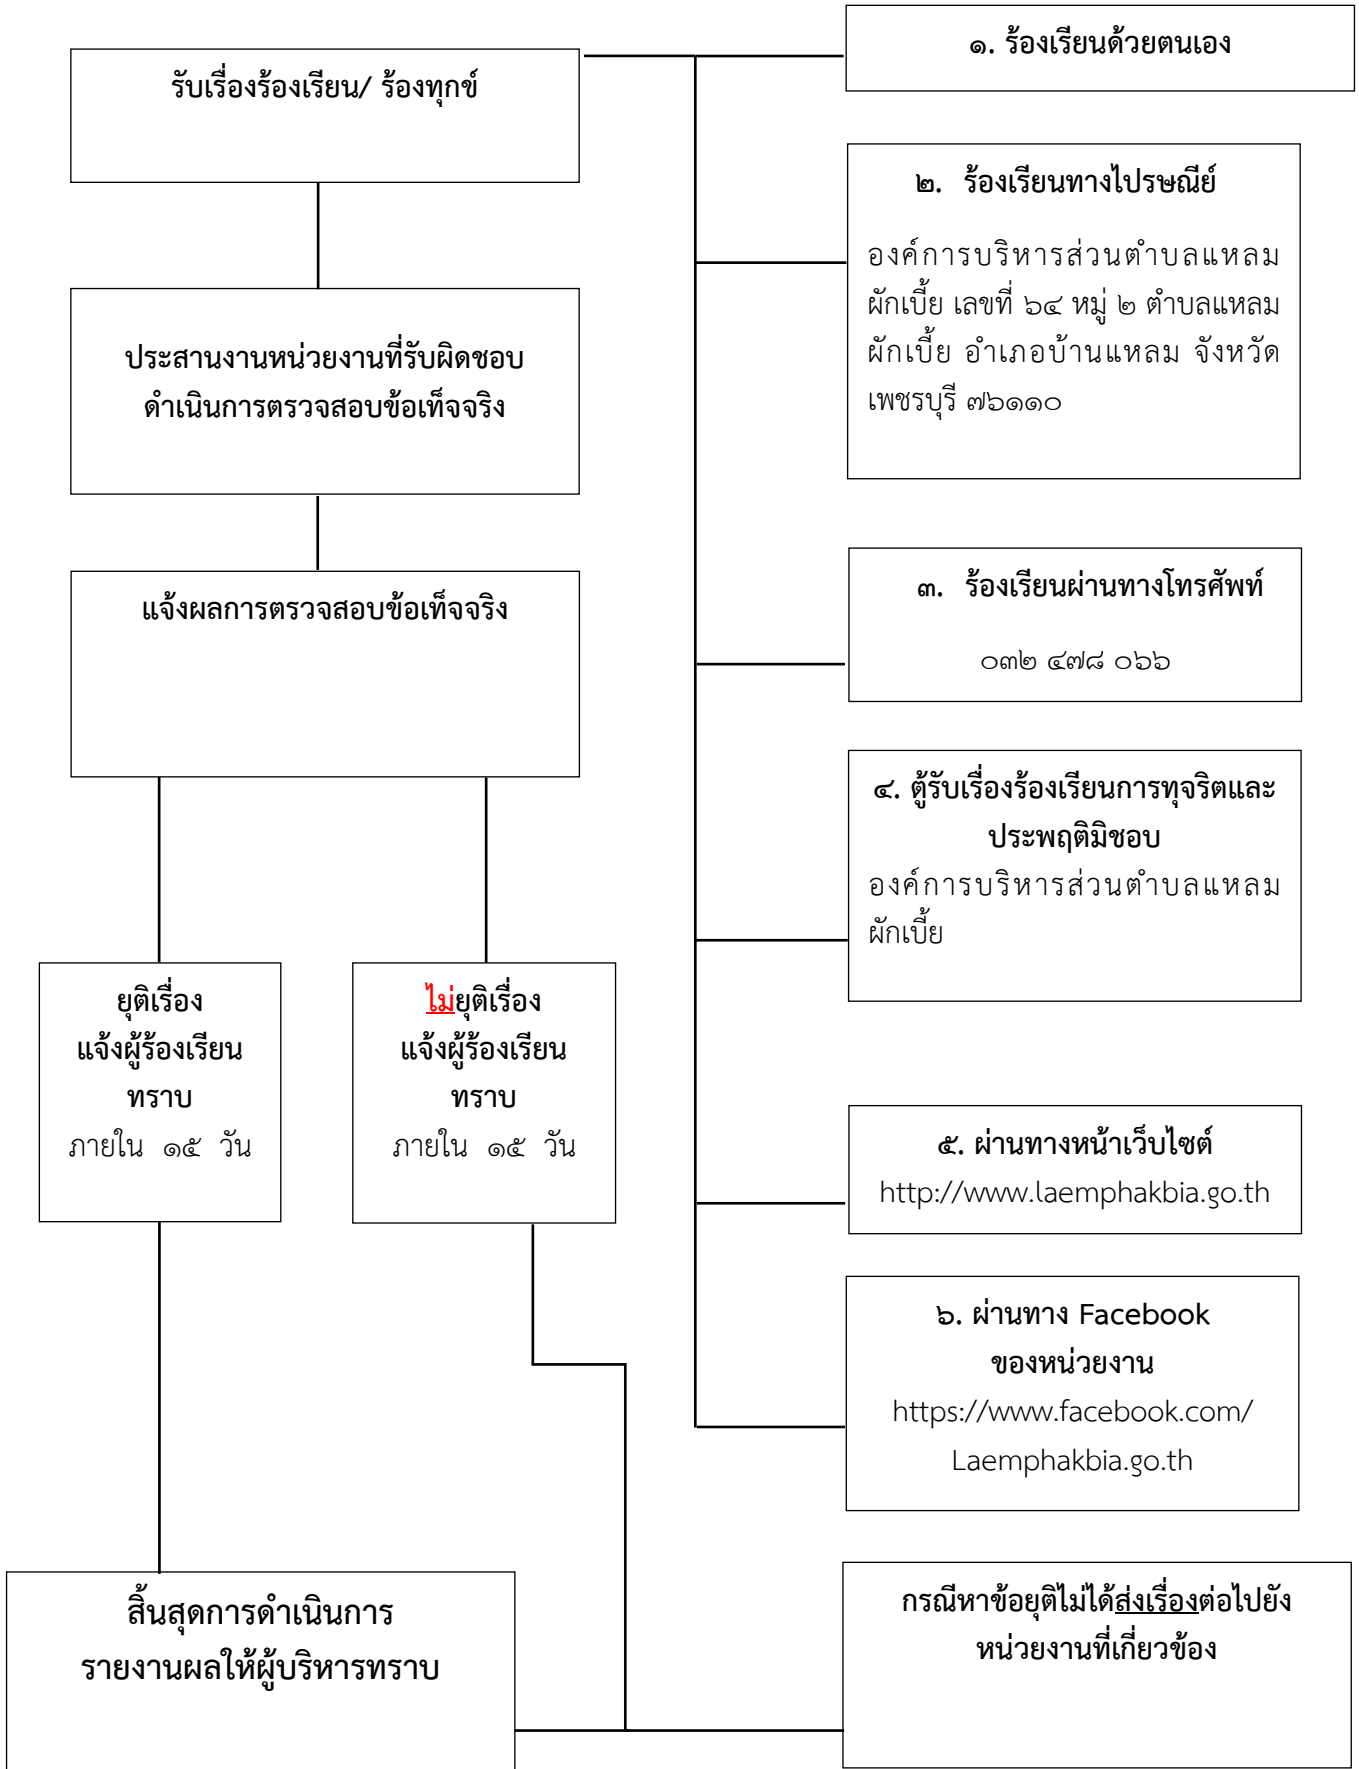 รับเรื่องร้องเรียน/ ร้องทุกข์
ประสานงานหน่วยงานที่รับผิดชอบ
ดำเนินการตรวจสอบข้อเท็จจริง
แจ้งผลการตรวจสอบข้อเท็จจริง
ยุติเรื่อง
แจ้งผู้ร้องเรียน
ทราบ
ภายใน ๑๕ วัน
ไม่ยุติเรื่อง
แจ้งผู้ร้องเรียน
ทราบ
ภายใน ๑๕ วัน
สิ้นสุดการดำเนินการ
รายงานผลให้ผู้บริหารทราบ
๑. ร้องเรียนด้วยตนเอง
๒. ร้องเรียนทางไปรษณีย์
องค์การบริหารส่วนตำบลแหลม
ผักเบี้ย เลขที่ ๖๔ หมู่ ๒ ตำบลแหลม
ผักเบี้ย อำเภอบ้านแหลม จังหวัด
เพชรบุรี ๗๖๑๑๐
๓. ร้องเรียนผ่านทางโทรศัพท์
๐๓๒ ๔๗๘ ๐๖๖
๔. ตู้รับเรื่องร้องเรียนการทุจริตและ
ประพฤติมิชอบ
องค์การบริหารส่วนตำบลแหลม
ผักเบี้ย
๕. ผ่านทางหน้าเว็บไซต์
http://www.laemphakbia.go.th
๖. ผ่านทาง Facebook
ของหน่วยงาน
https://www.facebook.com/
Laemphakbia.go.th
กรณีหาข้อยุติไม่ได้ส่งเรื่องต่อไปยัง
หน่วยงานที่เกี่ยวข้อง